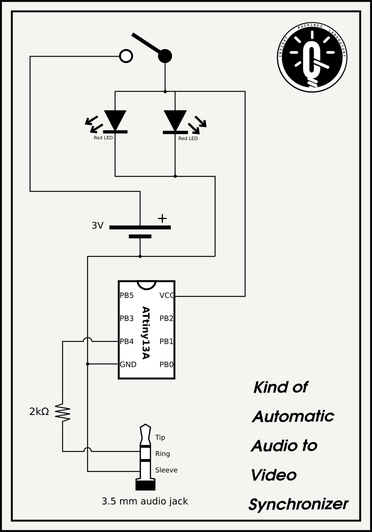 Red LED
Red LED
3V
+
PB5
VCC
PB3
PB2
ATtiny13A
PB4
PB1
GND
PB0
2kΩ
Tip
Ring
Sleeve
3.5 mm audio jack
Kind of
Automatic
Audio to
Video
Synchronizer